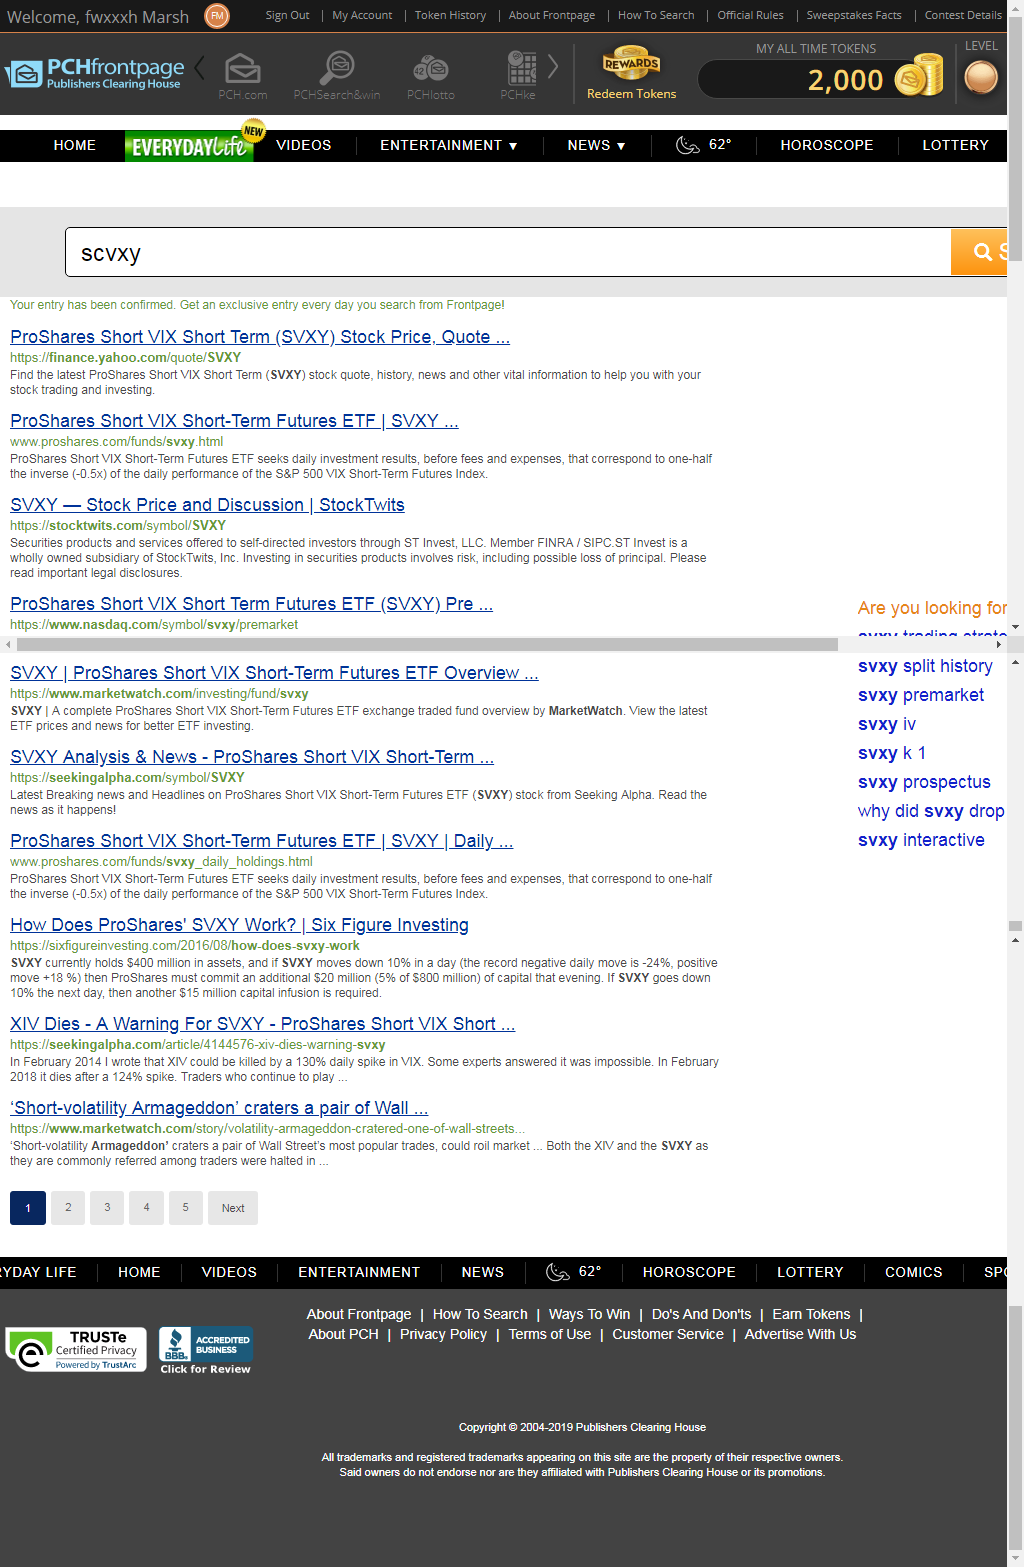 Welcome, fwxxxh Marsh
FM
Sign Out | My Account | Token History | About Frontpage | How To Search | Official Rules | Sweepstakes Facts | Contest Details
PCHfrontpage
Publishers Clearing House
PCH.com
PCHSearch&win
42
PCHlotto
PCHke
REWARDS
Redeem Tokens
MY ALL TIME TOKENS
2,000
LEVEL
HOME
EVERYDAY Life
NEW
VIDEOS
ENTERTAINMENT ▼
NEWS ▼
62°
HOROSCOPE
LOTTERY
scvxy
S
Your entry has been confirmed. Get an exclusive entry every day you search from Frontpage!
ProShares Short VIX Short Term (SVXY) Stock Price, Quote ...
https://finance.yahoo.com/quote/SVXY
Find the latest ProShares Short VIX Short Term (SVXY) stock quote, history, news and other vital information to help you with your
stock trading and investing.
ProShares Short VIX Short-Term Futures ETF | SVXY ...
www.proshares.com/funds/svxy.html
ProShares Short VIX Short-Term Futures ETF seeks daily investment results, before fees and expenses, that correspond to one-half
the inverse (-0.5x) of the daily performance of the S&P 500 VIX Short-Term Futures Index.
SVXY — Stock Price and Discussion | StockTwits
https://stocktwits.com/symbol/SVXY
Securities products and services offered to self-directed investors through ST Invest, LLC. Member FINRA / SIPC.ST Invest is a
wholly owned subsidiary of StockTwits, Inc. Investing in securities products involves risk, including possible loss of principal. Please
read important legal disclosures.
ProShares Short VIX Short Term Futures ETF (SVXY) Pre ...
https://www.nasdaq.com/symbol/svxy/premarket
Are you looking for
svxy trading strate
SVXY | ProShares Short VIX Short-Term Futures ETF Overview ...
https://www.marketwatch.com/investing/fund/svxy
SVXY | A complete ProShares Short VIX Short-Term Futures ETF exchange traded fund overview by MarketWatch. View the latest
ETF prices and news for better ETF investing.
SVXY Analysis & News - ProShares Short VIX Short-Term ...
https://seekingalpha.com/symbol/SVXY
Latest Breaking news and Headlines on ProShares Short VIX Short-Term Futures ETF (SVXY) stock from Seeking Alpha. Read the
news as it happens!
ProShares Short VIX Short-Term Futures ETF | SVXY | Daily ...
www.proshares.com/funds/svxy_daily_holdings.html
ProShares Short VIX Short-Term Futures ETF seeks daily investment results, before fees and expenses, that correspond to one-half
the inverse (-0.5x) of the daily performance of the S&P 500 VIX Short-Term Futures Index.
How Does ProShares' SVXY Work? | Six Figure Investing
https://sixfigureinvesting.com/2016/08/how-does-svxy-work
SVXY currently holds $400 million in assets, and if SVXY moves down 10% in a day (the record negative daily move is -24%, positive
move +18 %) then ProShares must commit an additional $20 million (5% of $800 million) of capital that evening. If SVXY goes down
10% the next day, then another $15 million capital infusion is required.
XIV Dies - A Warning For SVXY - ProShares Short VIX Short ...
https://seekingalpha.com/article/4144576-xiv-dies-warning-svxy
In February 2014 I wrote that XIV could be killed by a 130% daily spike in VIX. Some experts answered it was impossible. In February
2018 it dies after a 124% spike. Traders who continue to play ...
‘Short-volatility Armageddon’ craters a pair of Wall ...
https://www.marketwatch.com/story/volatility-armageddon-cratered-one-of-wall-streets...
‘Short-volatility Armageddon’ craters a pair of Wall Street’s most popular trades, could roil market ... Both the XIV and the SVXY as
they are commonly referred among traders were halted in ...
svxy split history
svxy premarket
svxy iv
svxy k 1
svxy prospectus
why did svxy drop
svxy interactive
1 2 3 4 5 Next
RYDAY LIFE | HOME | VIDEOS | ENTERTAINMENT | NEWS | 62° | HOROSCOPE | LOTTERY | COMICS | SPO
About Frontpage | How To Search | Ways To Win | Do's And Don'ts | Earn Tokens |
About PCH | Privacy Policy | Terms of Use | Customer Service | Advertise With Us
TRUSTe
Certified Privacy
Powered by TrustArc
BBB.
ACCREDITED
BUSINESS
Click for Review
Copyright © 2004-2019 Publishers Clearing House
All trademarks and registered trademarks appearing on this site are the property of their respective owners.
Said owners do not endorse nor are they affiliated with Publishers Clearing House or its promotions.